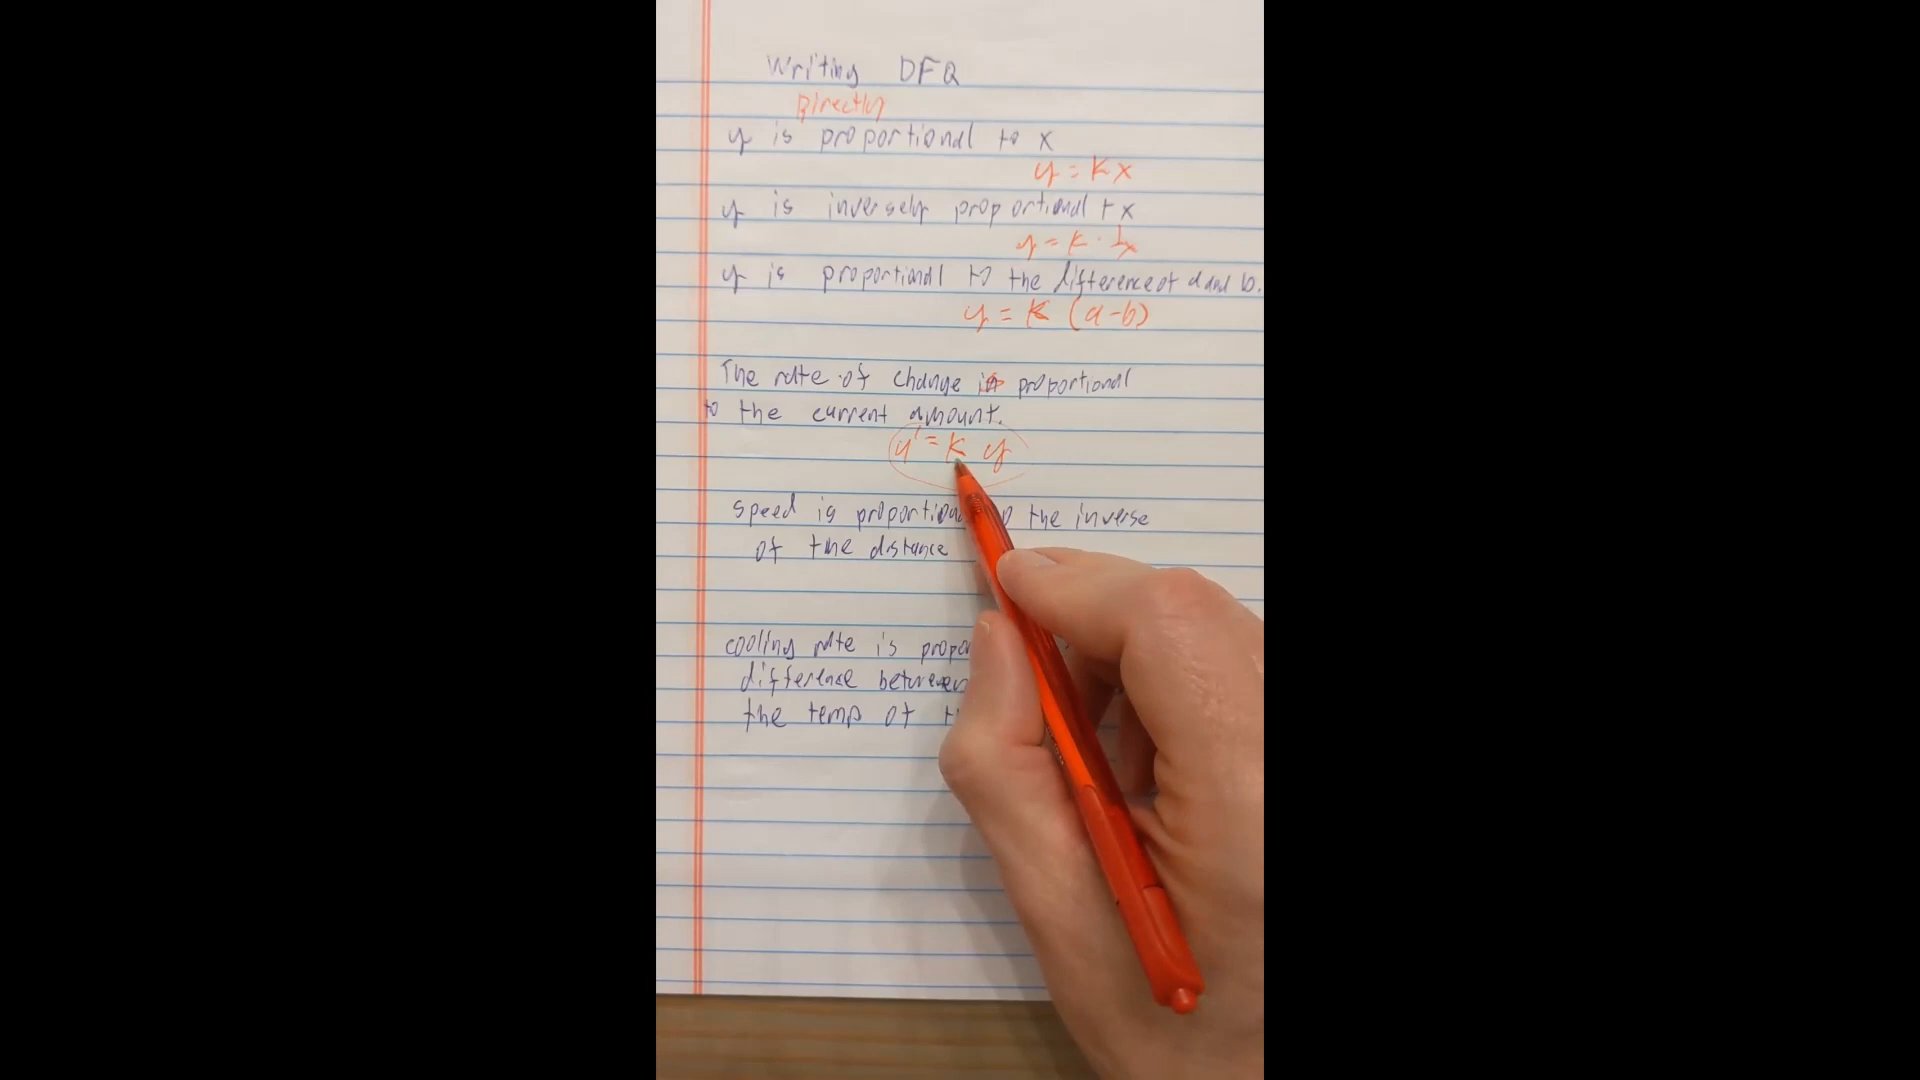 Writing DFQ
Directly
y is proportional to x
y = kx
y is inversely proportional t x
y = k · 1/x
y is proportional to the difference of a and b.
y = k (a-b)
The rate of change is proportional
to the current amount.
y' = k y
speed is proportional the inverse
of the distance
cooling rate is
difference between
the temp of